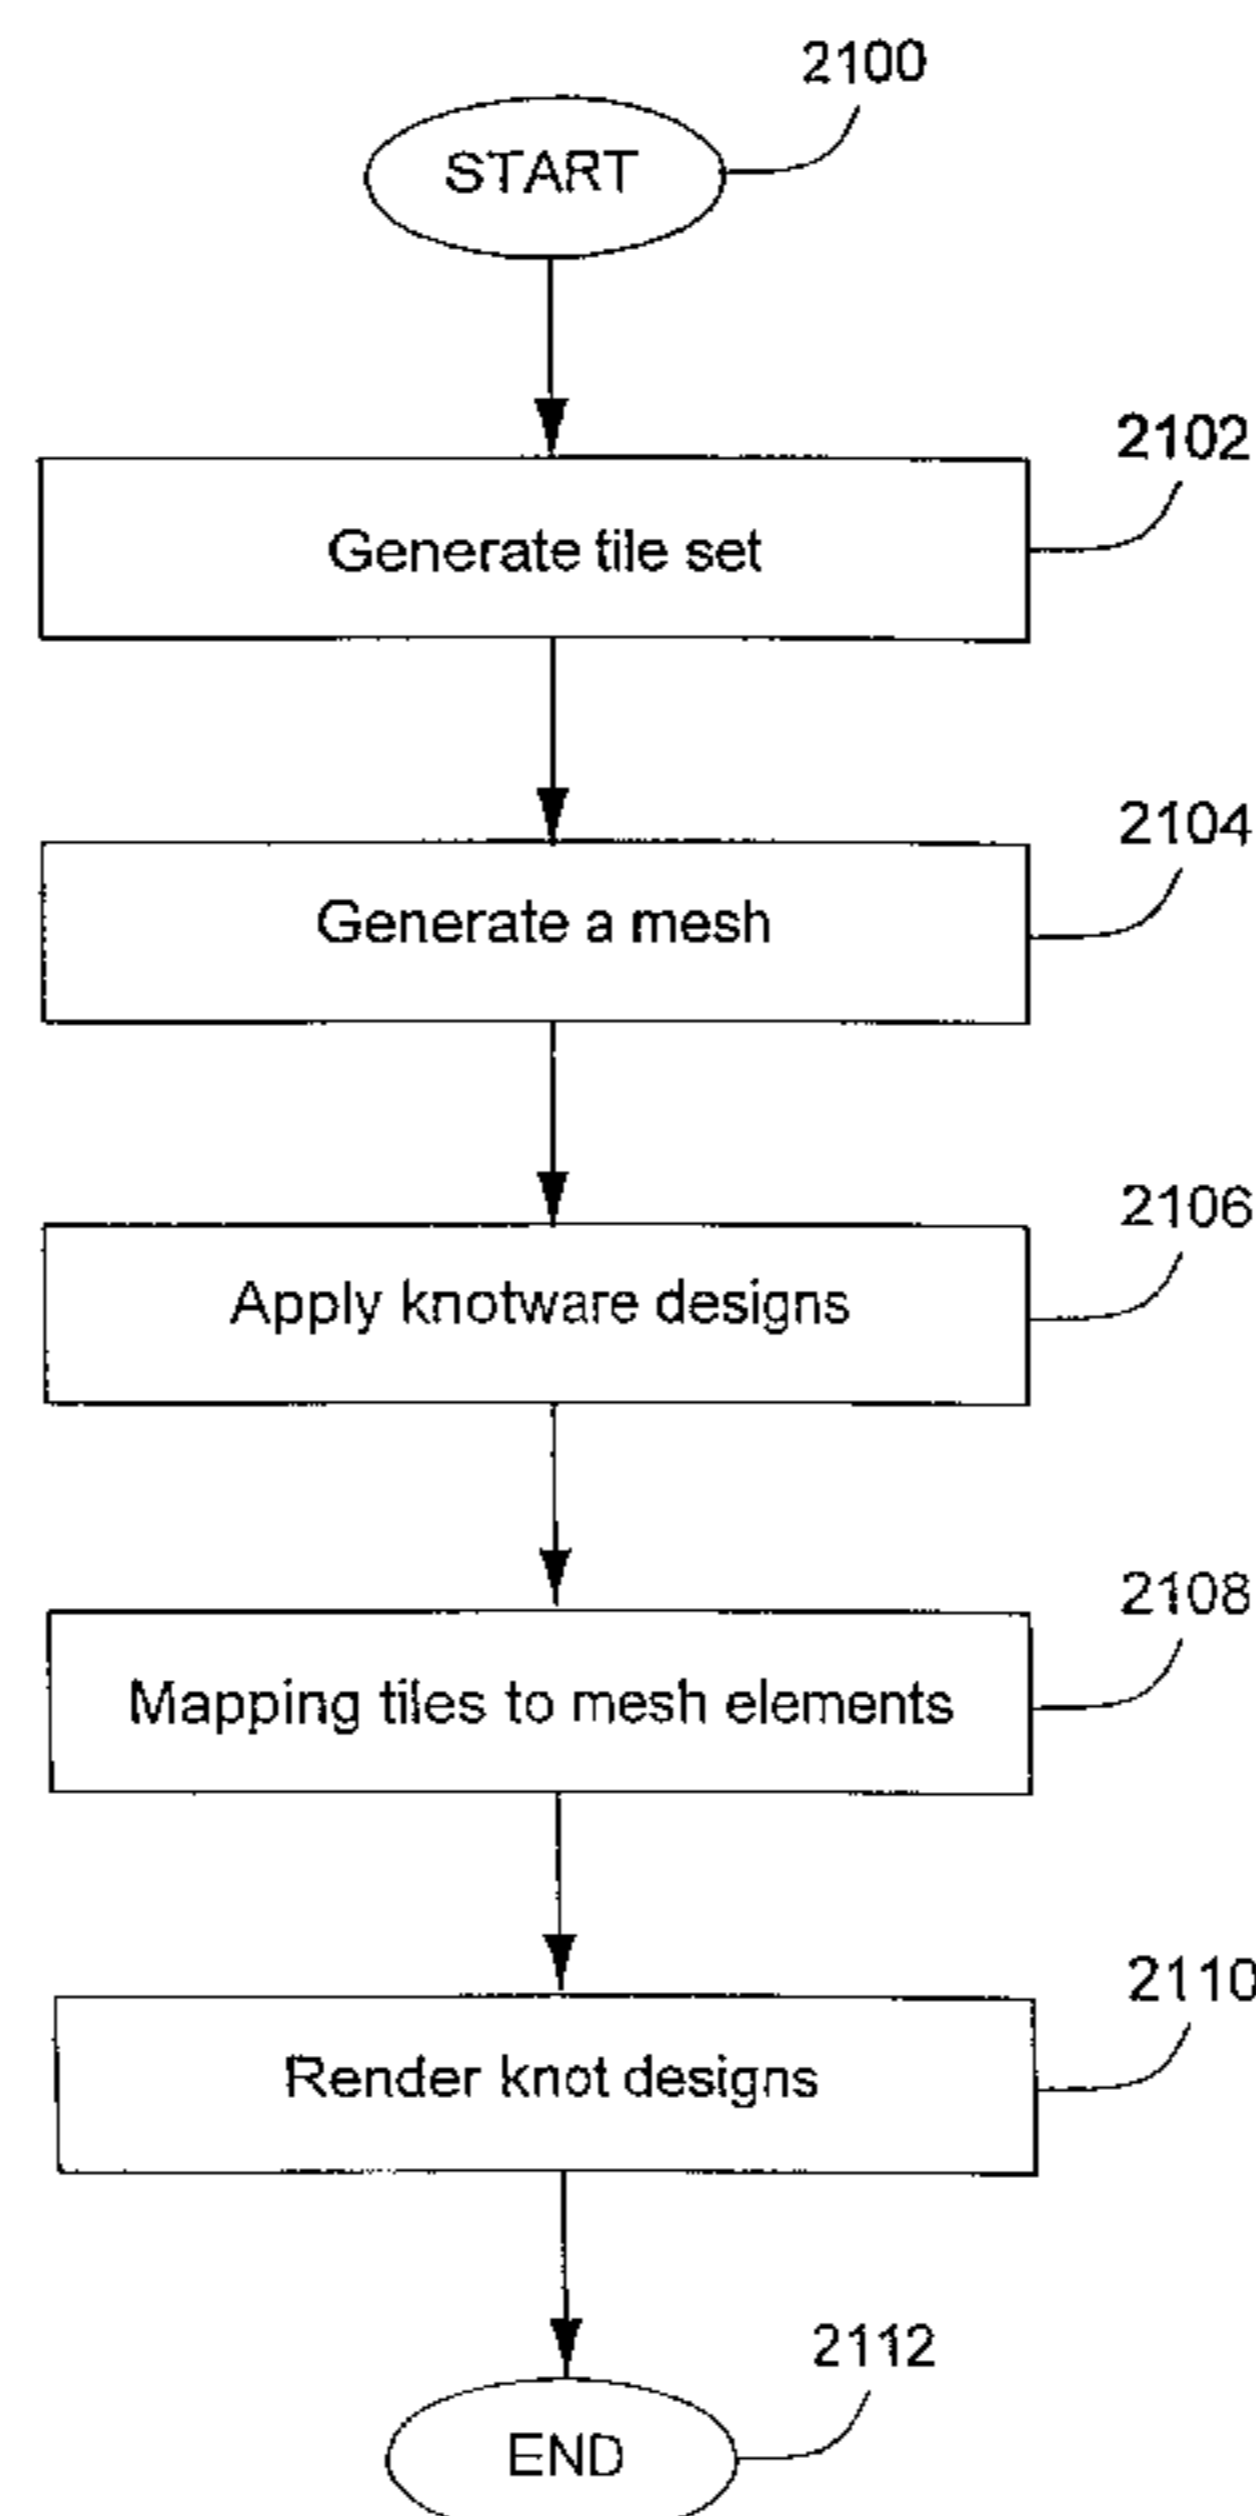 2100
START
2102
Generate tile set
2104
Generate a mesh
2106
Apply knotware designs
2108
Mapping tiles to mesh elements
2110
Render knot designs
2112
END